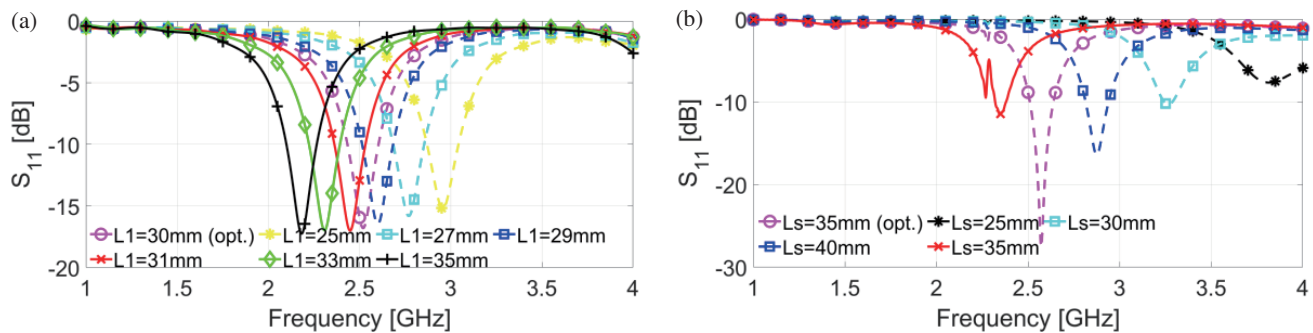 (a)
0
-5
-10
-15
-20
S11 [dB]
L1=30mm (opt.) L1=25mm L1=27mm L1=29mm
L1=31mm L1=33mm L1=35mm
1 1.5 2 2.5 3 3.5 4
Frequency [GHz]
(b)
0
-10
-20
-30
S11 [dB]
Ls=35mm (opt.) Ls=25mm Ls=30mm
Ls=40mm Ls=35mm
1 1.5 2 2.5 3 3.5 4
Frequency [GHz]